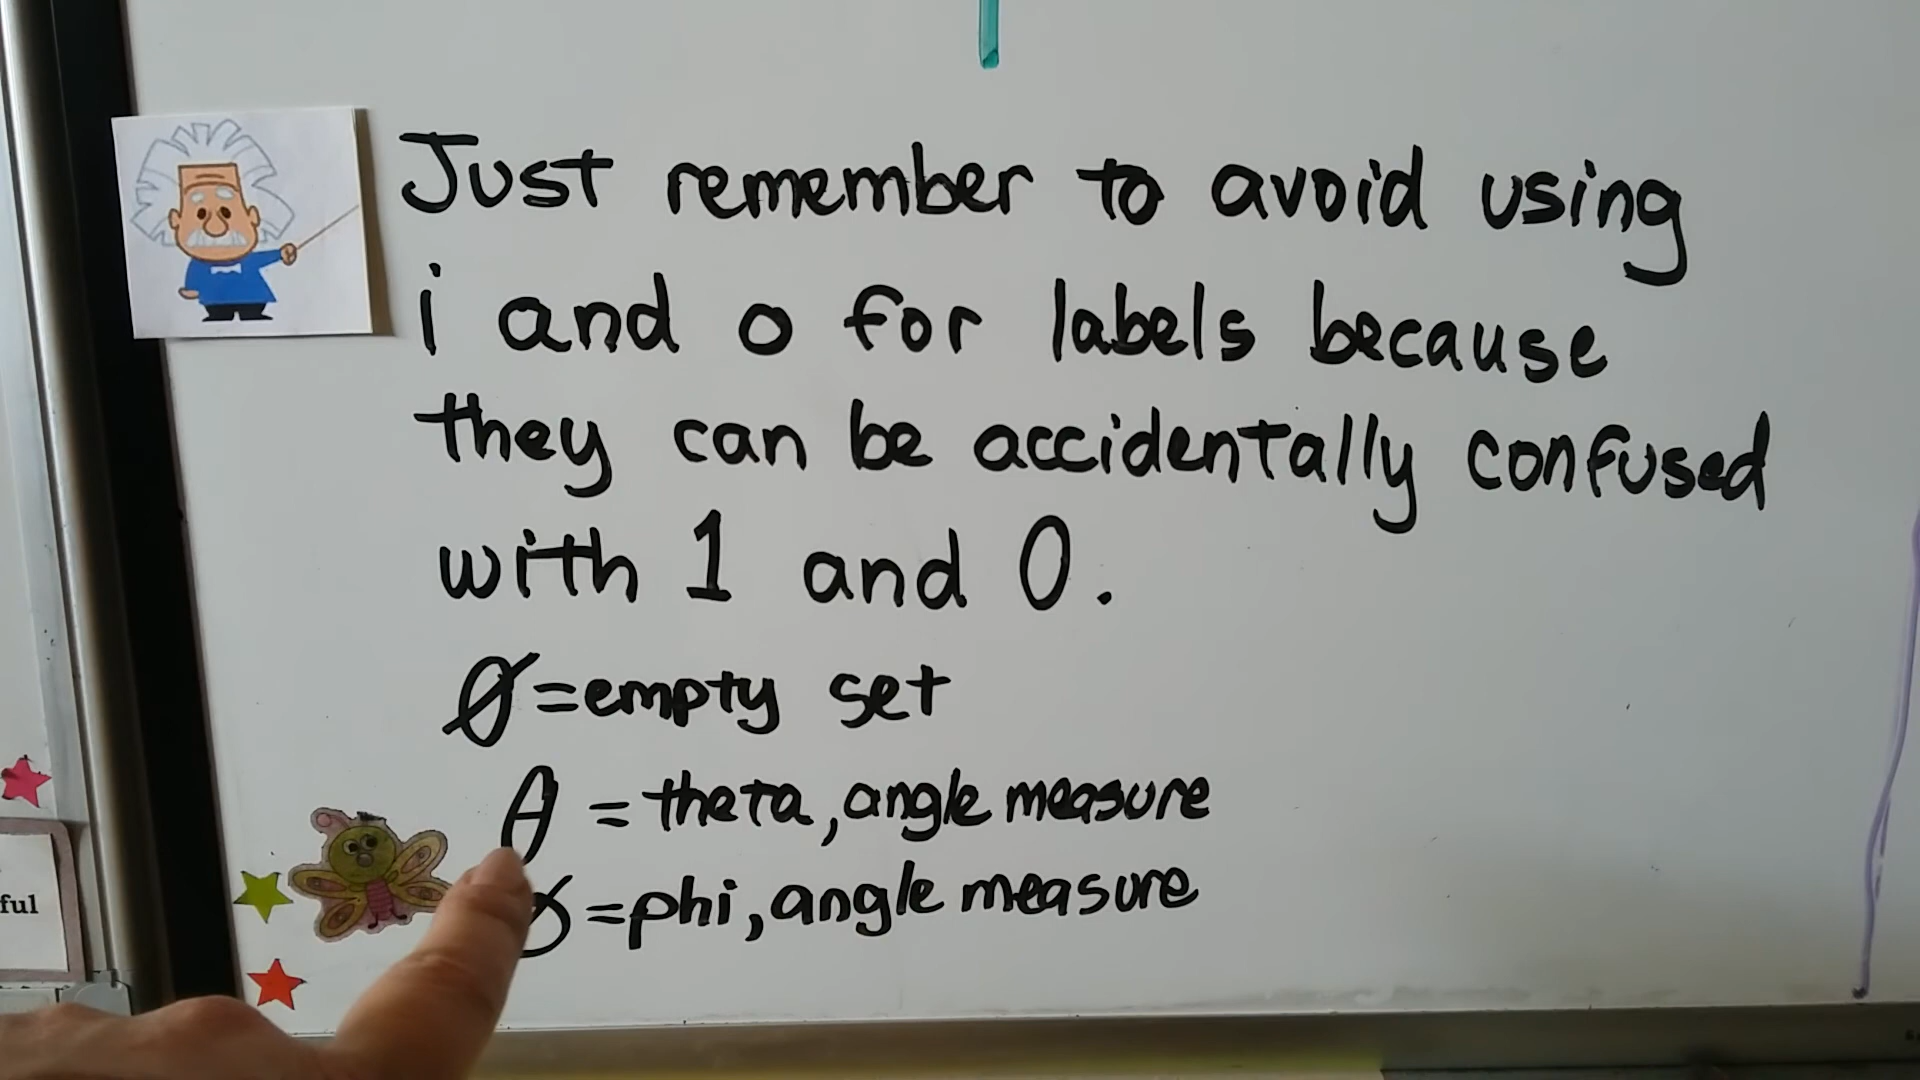 Just remember to avoid using
i and o for labels because
they can be accidentally confused
with 1 and 0.
∅=empty set
θ = theta, angle measure
ø=phi, angle measure
ful